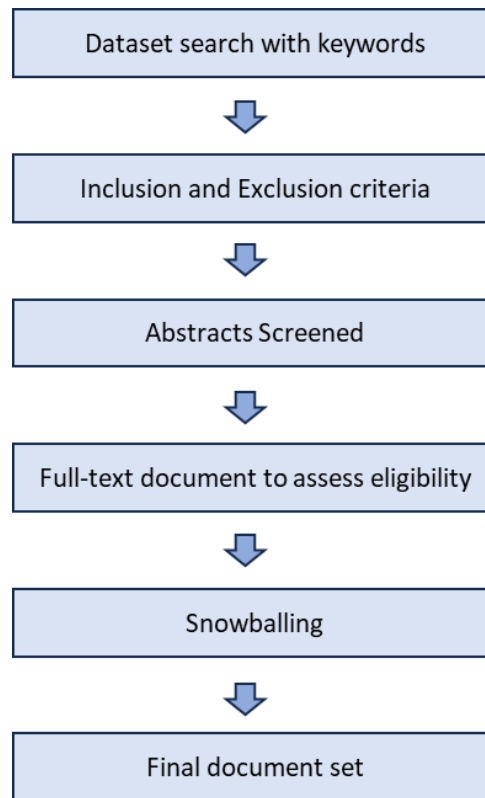 Dataset search with keywords
Inclusion and Exclusion criteria
Abstracts Screened
Full-text document to assess eligibility
Snowballing
Final document set